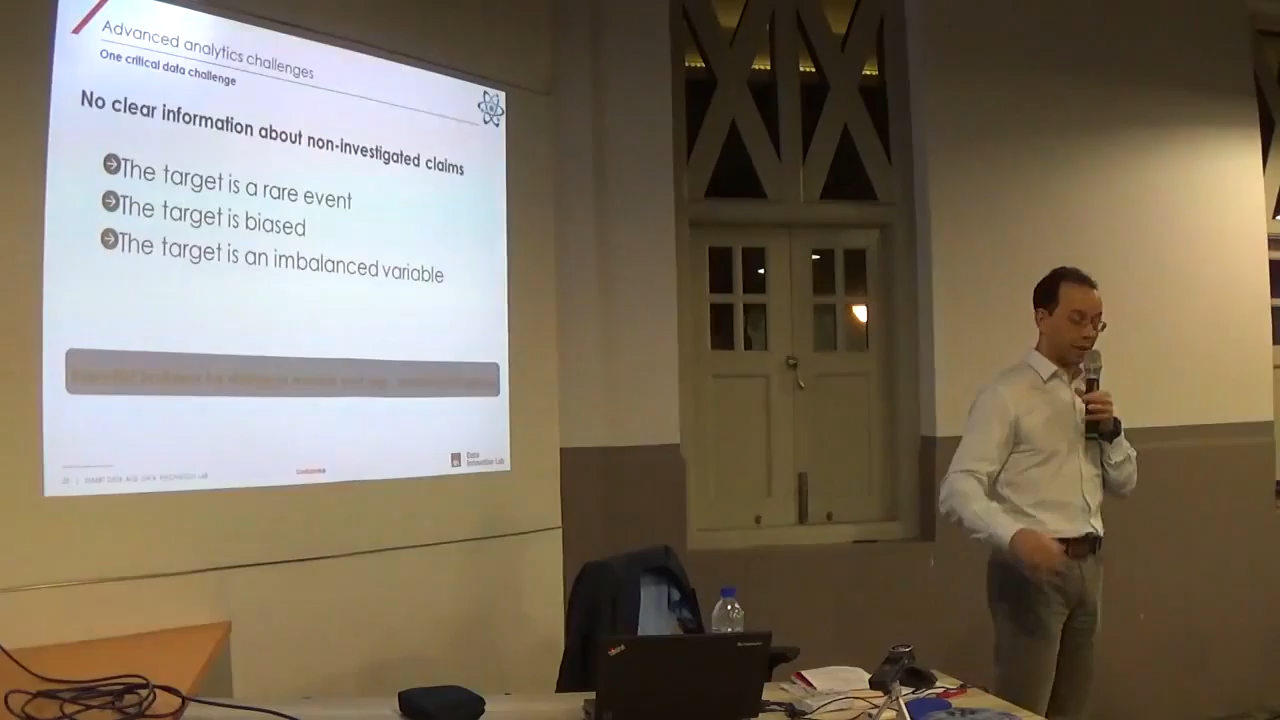 Advanced analytics challenges
One critical data challenge
No clear information about non-investigated claims
The target is a rare event
The target is biased
The target is an imbalanced variable
Data
Innovation Lab
Confidential